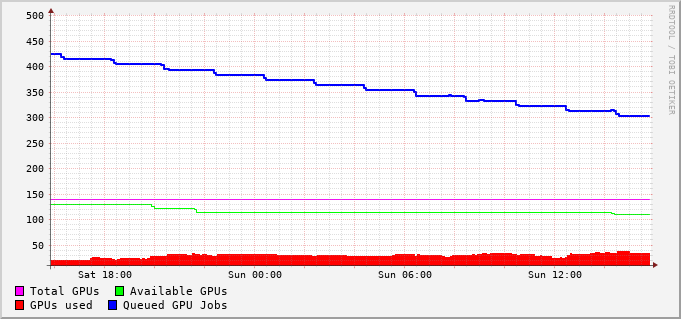 500
450
400
350
300
250
200
150
100
50
Sat 18:00 Sun 00:00 Sun 06:00 Sun 12:00
Total GPUs Available GPUs
GPUs used Queued GPU Jobs
RRDTOOL / TOBI OETIKER